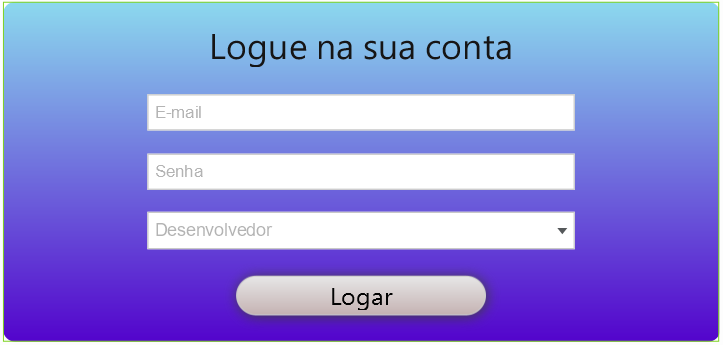 Logue na sua conta
E-mail
Senha
Desenvolvedor
Logar